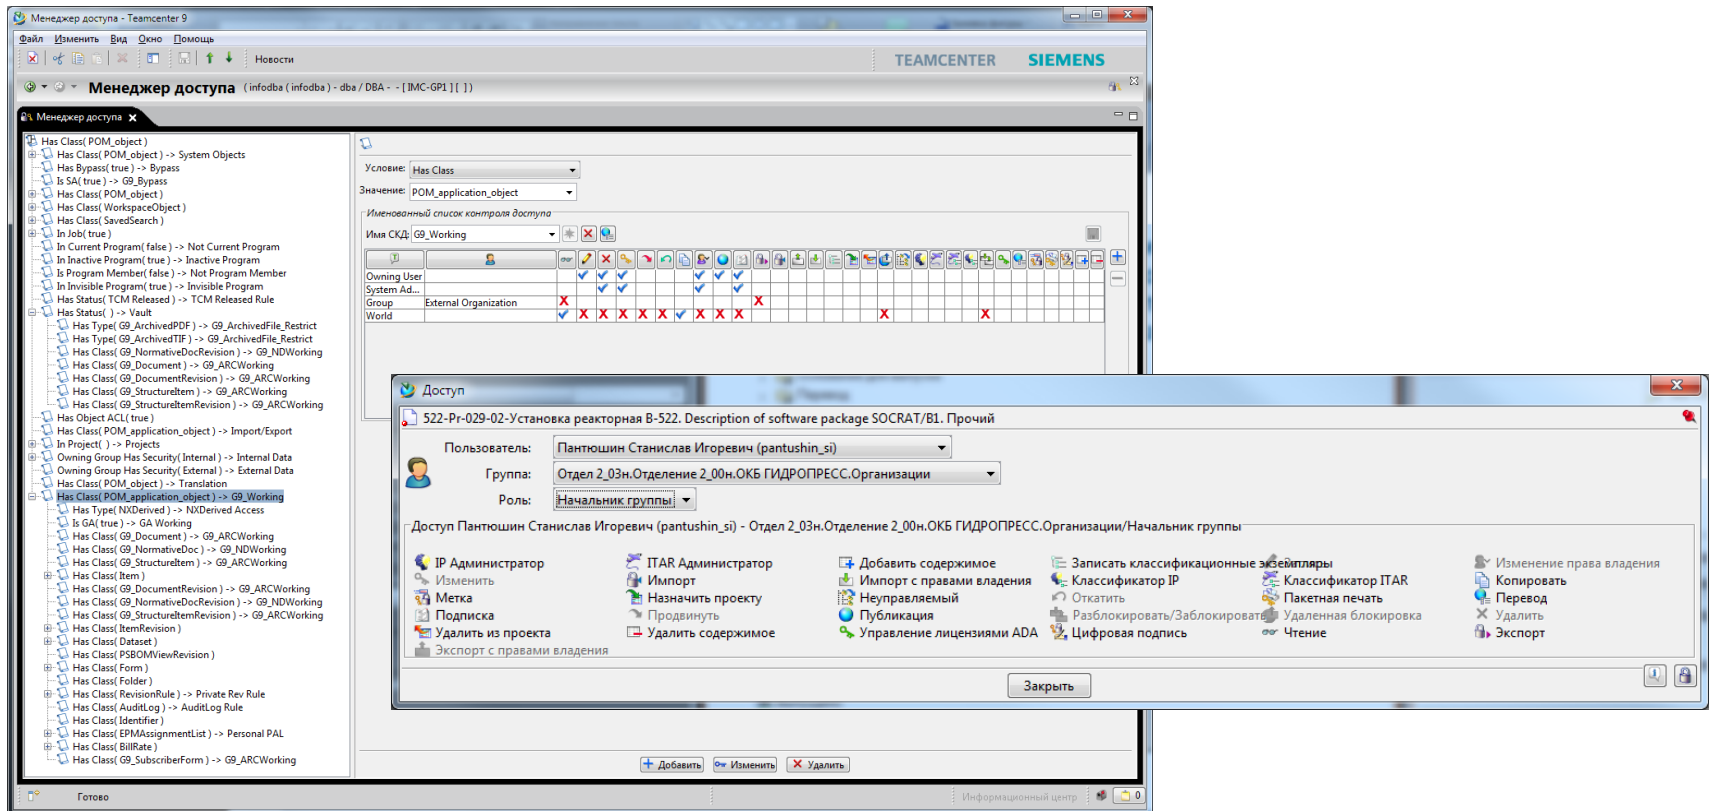 Менеджер доступа - Teamcenter 9
Файл Изменить Вид Окно Помощь
Новости
TEAMCENTER SIEMENS
Менеджер доступа ( infodba ( infodba ) - dba / DBA - - [ IMC-GP1 ] [ ] )
Менеджер доступа
Has Class( POM_object )
Has Class( POM_object ) -> System Objects
Has Bypass( true ) -> Bypass
Is SA( true ) -> G9_Bypass
Has Class( POM_object )
Has Class( WorkspaceObject )
Has Class( SavedSearch )
In Job( true )
In Current Program( false ) -> Not Current Program
In Inactive Program( true ) -> Inactive Program
Is Program Member( false ) -> Not Program Member
In Invisible Program( true ) -> Invisible Program
Has Status( TCM Released ) -> TCM Released Rule
Has Status( ) -> Vault
Has Type( G9_ArchivedPDF ) -> G9_ArchivedFile_Restrict
Has Type( G9_ArchivedTIF ) -> G9_ArchivedFile_Restrict
Has Class( G9_NormativeDocRevision ) -> G9_NDWorking
Has Class( G9_Document ) -> G9_ARCWorking
Has Class( G9_DocumentRevision ) -> G9_ARCWorking
Has Class( G9_StructureItem ) -> G9_ARCWorking
Has Class( G9_StructureItemRevision ) -> G9_ARCWorking
Has Object ACL( true )
Has Class( POM_application_object ) -> Import/Export
In Project( ) -> Projects
Owning Group Has Security( Internal ) -> Internal Data
Owning Group Has Security( External ) -> External Data
Has Class( POM_object ) -> Translation
Has Class( POM_application_object ) -> G9_Working
Has Type( NXDerived ) -> NXDerived Access
Is GA( true ) -> GA Working
Has Class( G9_Document ) -> G9_ARCWorking
Has Class( G9_NormativeDoc ) -> G9_NDWorking
Has Class( G9_StructureItem ) -> G9_ARCWorking
Has Class( Item )
Has Class( G9_DocumentRevision ) -> G9_ARCWorking
Has Class( G9_NormativeDocRevision ) -> G9_NDWorking
Has Class( G9_StructureItemRevision ) -> G9_ARCWorking
Has Class( ItemRevision )
Has Class( Dataset )
Has Class( PSBOMViewRevision )
Has Class( Form )
Has Class( Folder )
Has Class( RevisionRule ) -> Private Rev Rule
Has Class( AuditLog ) -> AuditLog Rule
Has Class( Identifier )
Has Class( EPMAssignmentList ) -> Personal PAL
Has Class( BillRate )
Has Class( G9_SubscriberForm ) -> G9_ARCWorking
Условие: Has Class
Значение: POM_application_object
Именованный список контроля доступа
Имя СКД: G9_Working
Owning User
System Ad...
Group External Organization
World
Добавить Изменить Удалить
Готово
Информационный центр 0
Доступ
522-Pr-029-02-Установка реакторная В-522. Description of software package SOCRAT/B1. Прочий
Пользователь: Пантюшин Станислав Игоревич (pantushin_si)
Группа: Отдел 2_03н.Отделение 2_00н.ОКБ ГИДРОПРЕСС.Организации
Роль: Начальник группы
Доступ Пантюшин Станислав Игоревич (pantushin_si) - Отдел 2_03н.Отделение 2_00н.ОКБ ГИДРОПРЕСС.Организации/Начальник группы
IP Администратор ITAR Администратор Добавить содержимое Записать классификационные экземпляры Изменение права владения
Изменить Импорт Импорт с правами владения Классификатор IP Классификатор ITAR Копировать
Метка Назначить проекту Неуправляемый Откатить Пакетная печать Перевод
Подписка Продвинуть Публикация Разблокировать/Заблокировать Удаленная блокировка Удалить
Удалить из проекта Удалить содержимое Управление лицензиями ADA Цифровая подпись Чтение Экспорт
Экспорт с правами владения
Закрыть